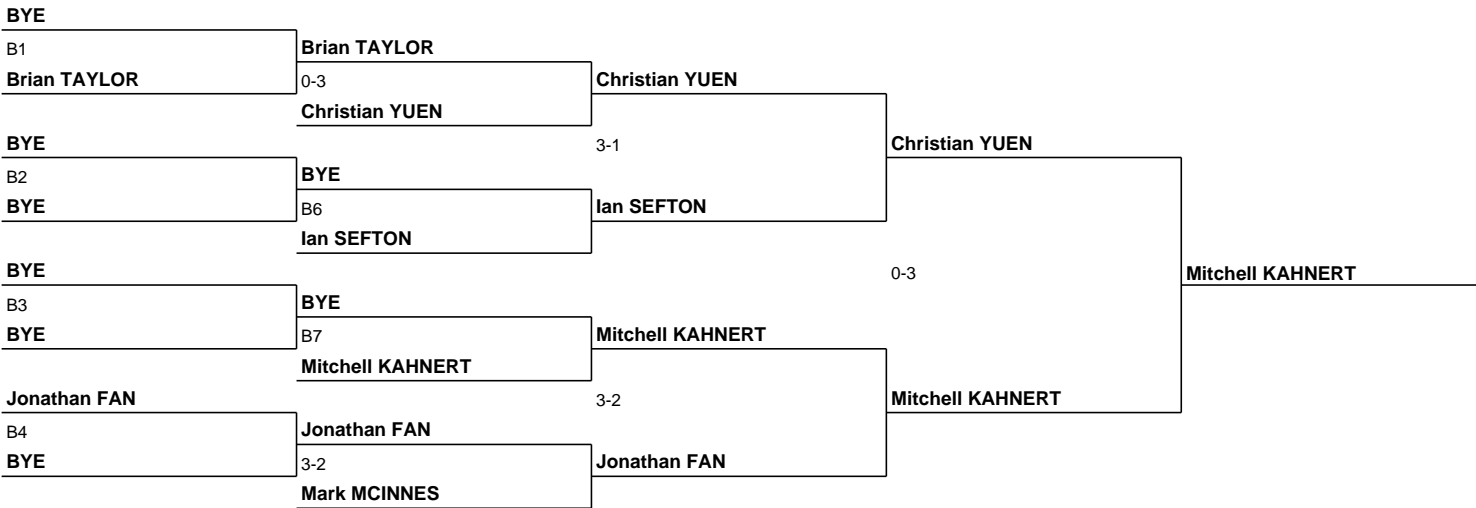 BYE
B1
Brian TAYLOR
Brian TAYLOR
0-3
Christian YUEN
Christian YUEN
BYE
B2
BYE
BYE
B6
Ian SEFTON
3-1
Ian SEFTON
Christian YUEN
BYE
B3
BYE
BYE
B7
Mitchell KAHNERT
Mitchell KAHNERT
Jonathan FAN
B4
BYE
Jonathan FAN
3-2
Mark MCINNES
3-2
Jonathan FAN
Mitchell KAHNERT
0-3
Mitchell KAHNERT